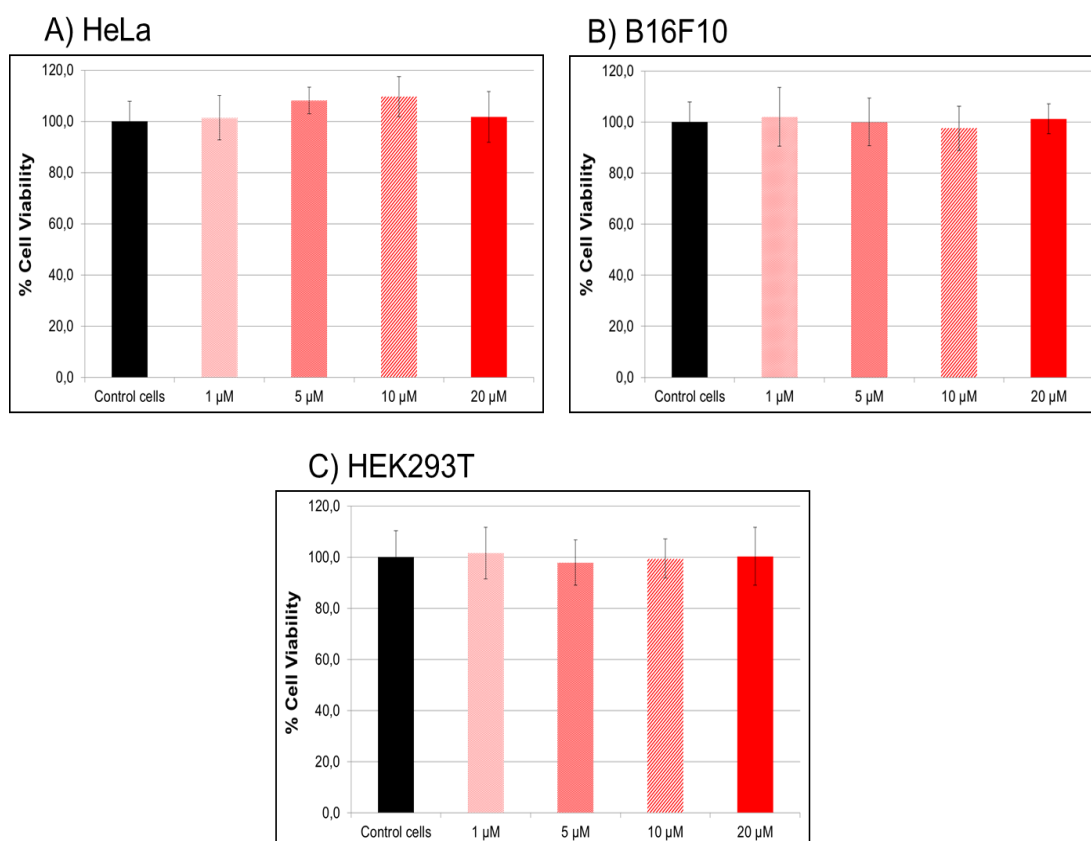 A) HeLa
120,0
100,0
80,0
60,0
40,0
20,0
0,0
% Cell Viability
Control cells 1 µM 5 µM 10 µM 20 µM
B) B16F10
120,0
100,0
80,0
60,0
40,0
20,0
0,0
% Cell Viability
Control cells 1 µM 5 µM 10 µM 20 µM
C) HEK293T
120,0
100,0
80,0
60,0
40,0
20,0
0,0
% Cell Viability
Control cells 1 µM 5 µM 10 µM 20 µM